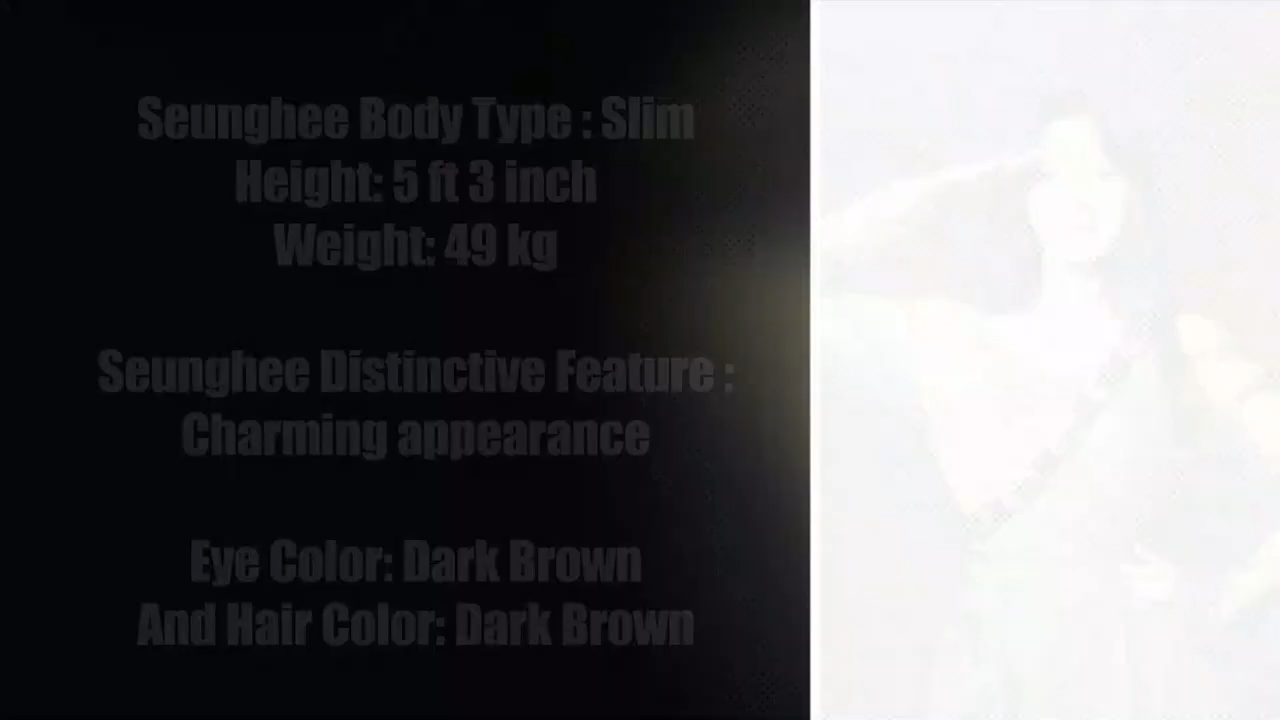 Seunghee Body Type : Slim
Height: 5 ft 3 inch
Weight: 49 kg
Seunghee Distinctive Feature :
Charming appearance
Eye Color: Dark Brown
And Hair Color: Dark Brown